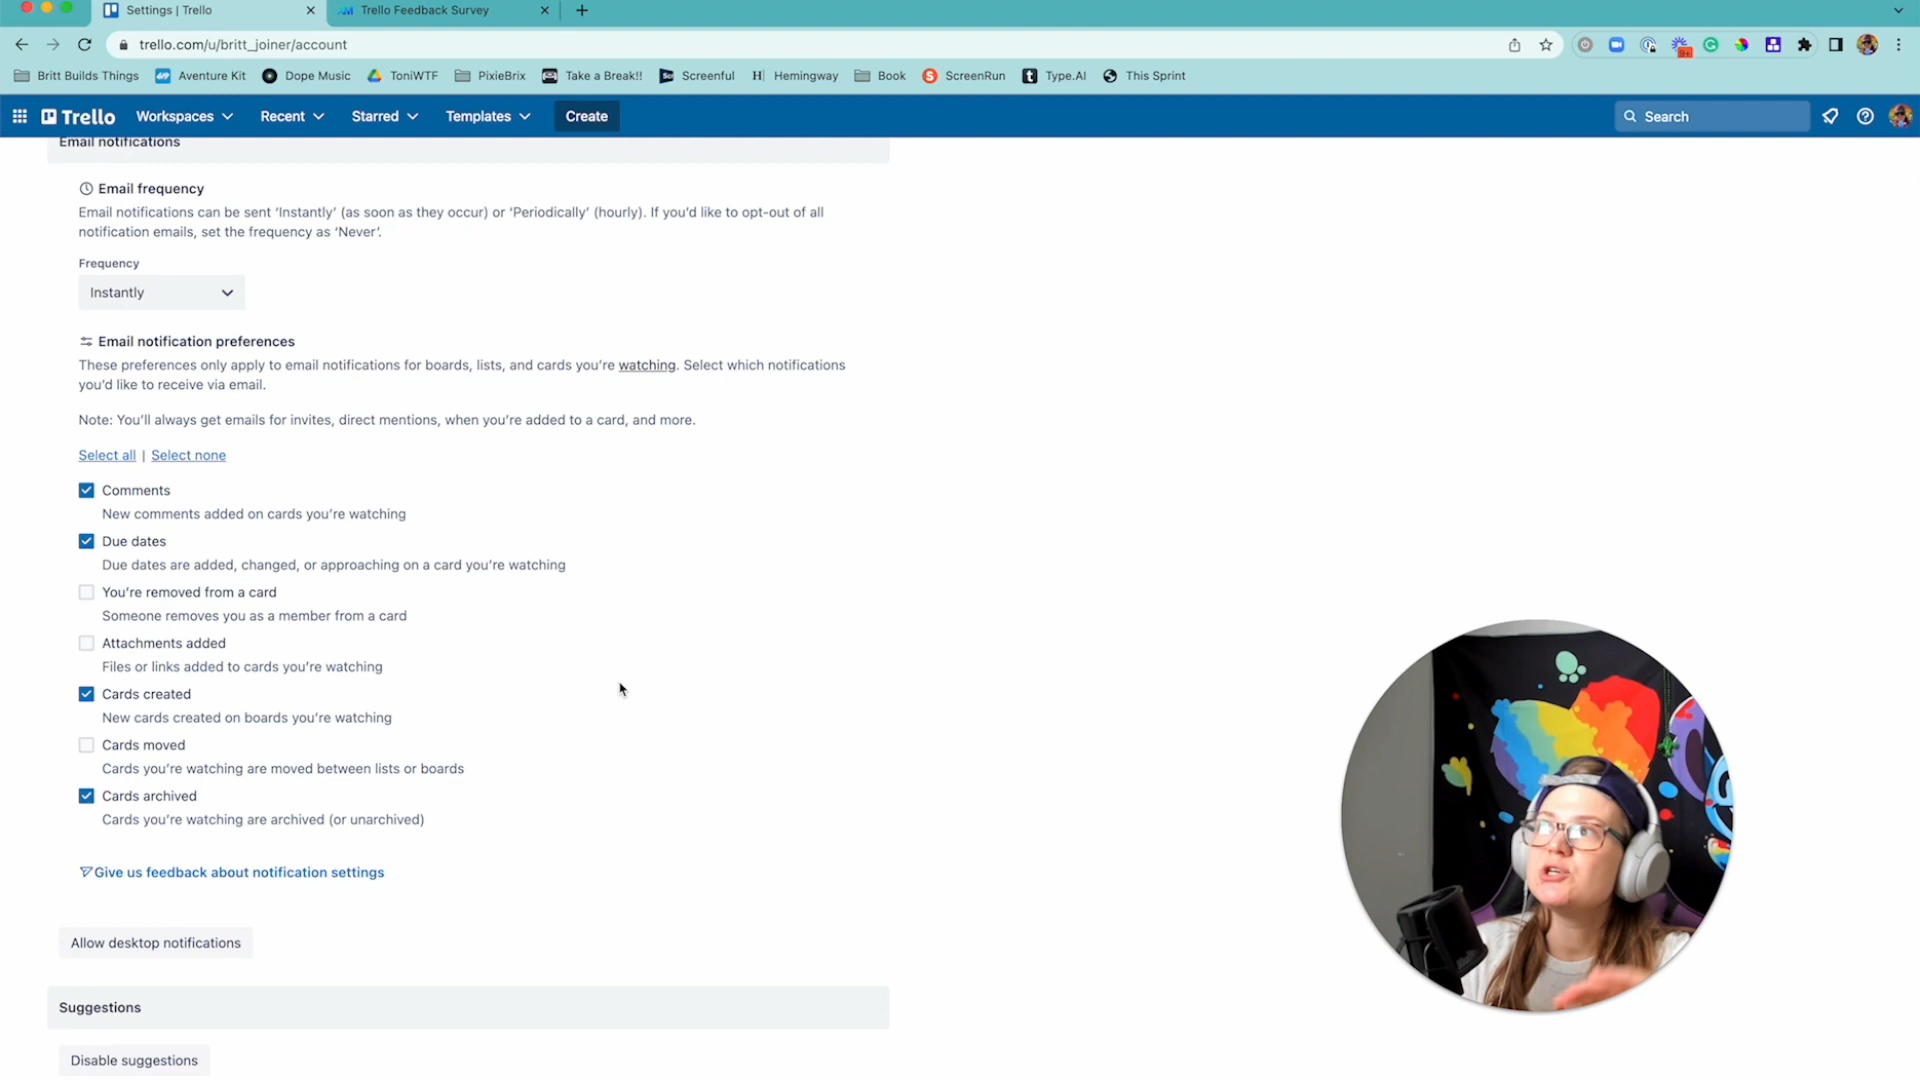 Settings | Trello
Trello Feedback Survey
trello.com/u/britt_joiner/account
Britt Builds Things
Aventure Kit
Dope Music
ToniWTF
PixieBrix
Take a Break!!
Screenful
Hemingway
Book
ScreenRun
Type.AI
This Sprint
Trello
Workspaces
Recent
Starred
Templates
Create
Search
Email notifications
Email frequency
Email notifications can be sent ‘Instantly’ (as soon as they occur) or ‘Periodically’ (hourly). If you’d like to opt-out of all
notification emails, set the frequency as ‘Never’.
Frequency
Instantly
Email notification preferences
These preferences only apply to email notifications for boards, lists, and cards you’re watching. Select which notifications
you’d like to receive via email.
Note: You’ll always get emails for invites, direct mentions, when you’re added to a card, and more.
Select all | Select none
Comments
New comments added on cards you’re watching
Due dates
Due dates are added, changed, or approaching on a card you’re watching
You’re removed from a card
Someone removes you as a member from a card
Attachments added
Files or links added to cards you’re watching
Cards created
New cards created on boards you’re watching
Cards moved
Cards you’re watching are moved between lists or boards
Cards archived
Cards you’re watching are archived (or unarchived)
Give us feedback about notification settings
Allow desktop notifications
Suggestions
Disable suggestions